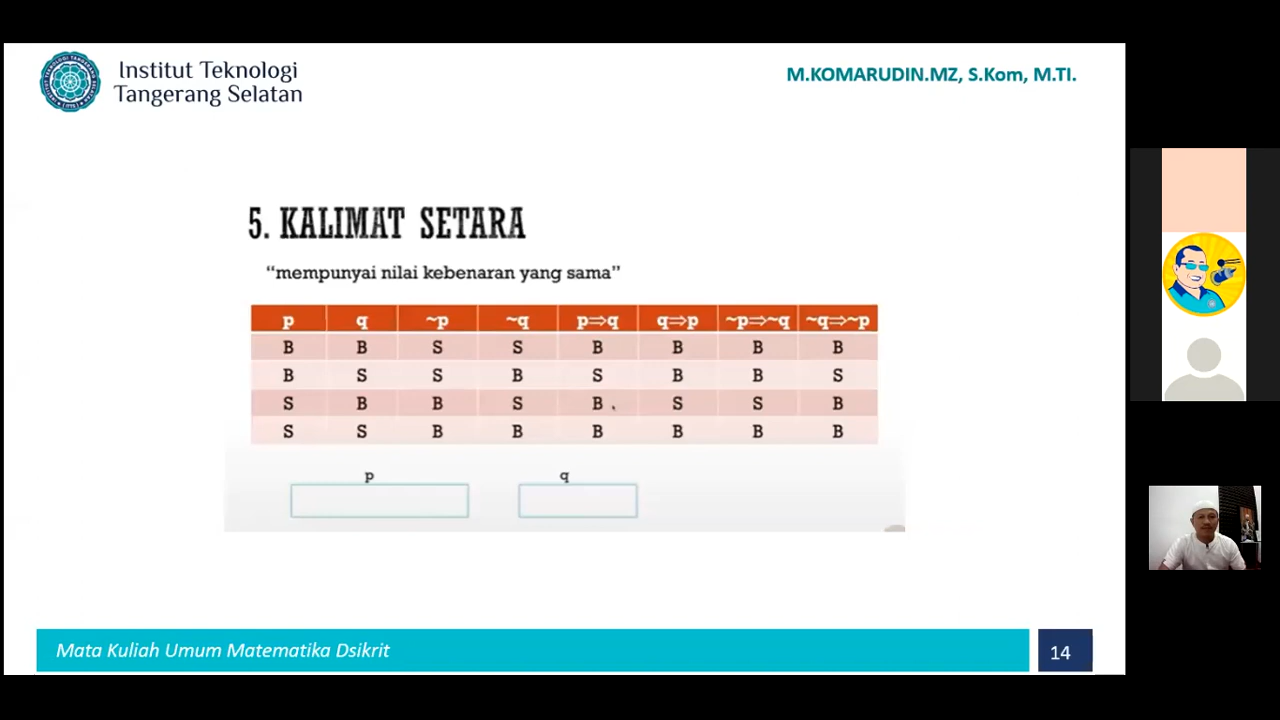 Institut Teknologi
Tangerang Selatan
M.KOMARUDIN.MZ, S.Kom, M.TI.
5. KALIMAT SETARA
“mempunyai nilai kebenaran yang sama”
p q ~p ~q p⇒q q⇒p ~p⇒~q ~q⇒~p
B B S S B B B B
B S S B S B B S
S B B S B S S B
S S B B B B B B
p q
Mata Kuliah Umum Matematika Dsikrit
14